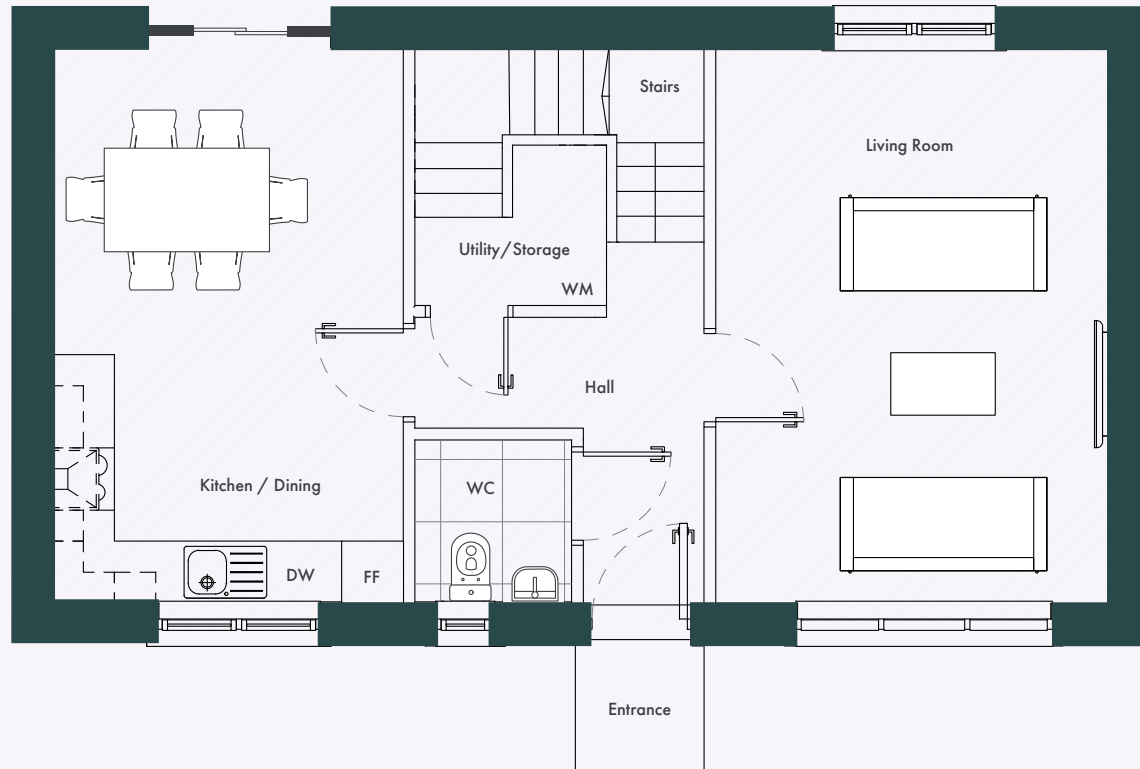 Stairs
Living Room
Utility/Storage
WM
Hall
Kitchen / Dining
WC
DW
FF
Entrance